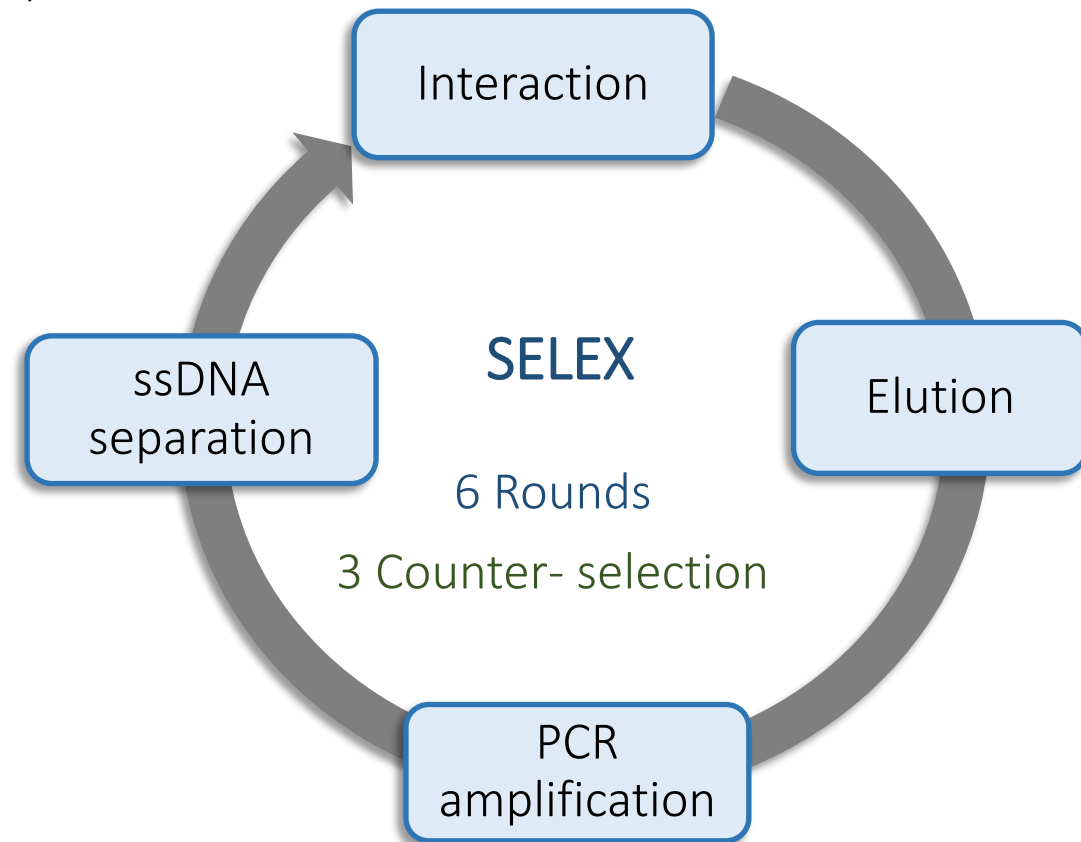 Interaction
SELEX
ssDNA
separation
Elution
6 Rounds
3 Counter- selection
PCR
amplification